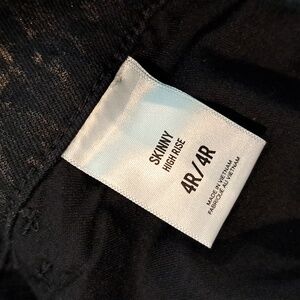 SKINNY
HIGH RISE
4R/4R
MADE IN VIETNAM
FABRIQUÉ AU VIETNAM